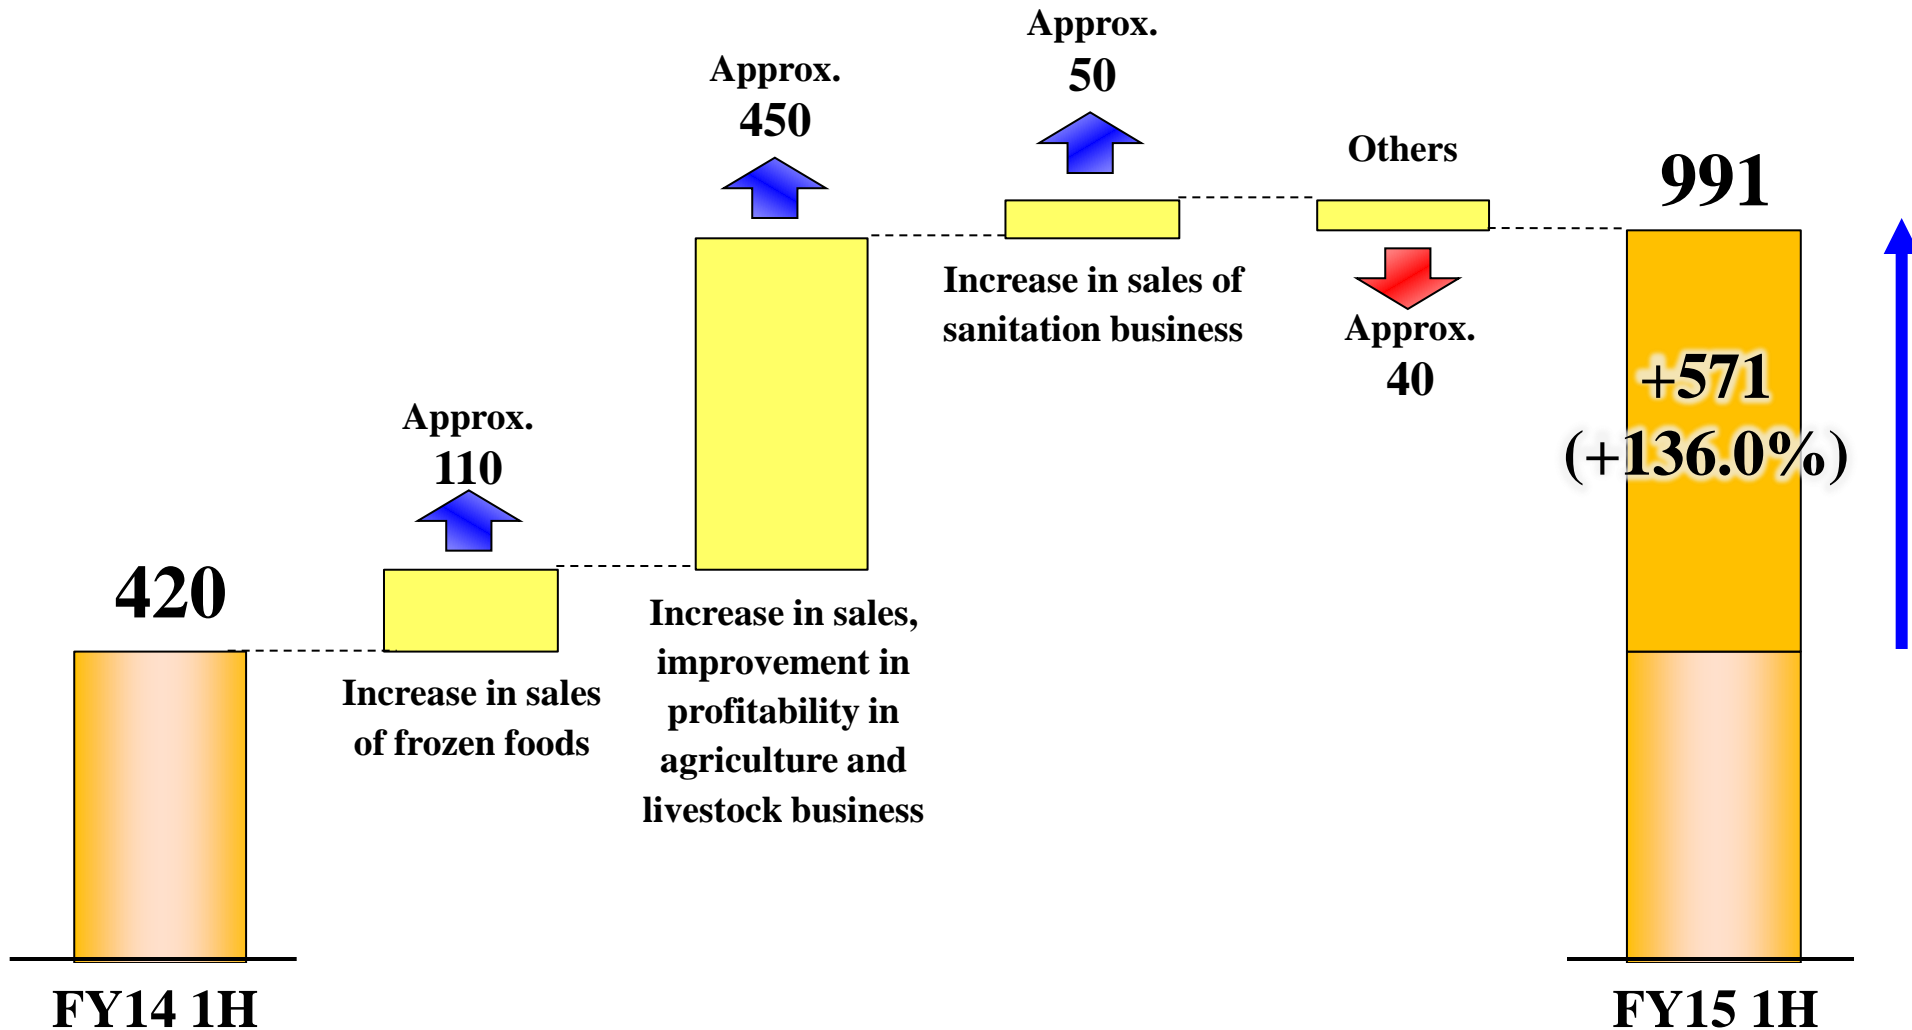 420
FY14 1H
Approx.
110
Increase in sales
of frozen foods
Approx.
450
Increase in sales,
improvement in
profitability in
agriculture and
livestock business
Approx.
50
Increase in sales of
sanitation business
Others
Approx.
40
991
+571
(+136.0%)
FY15 1H